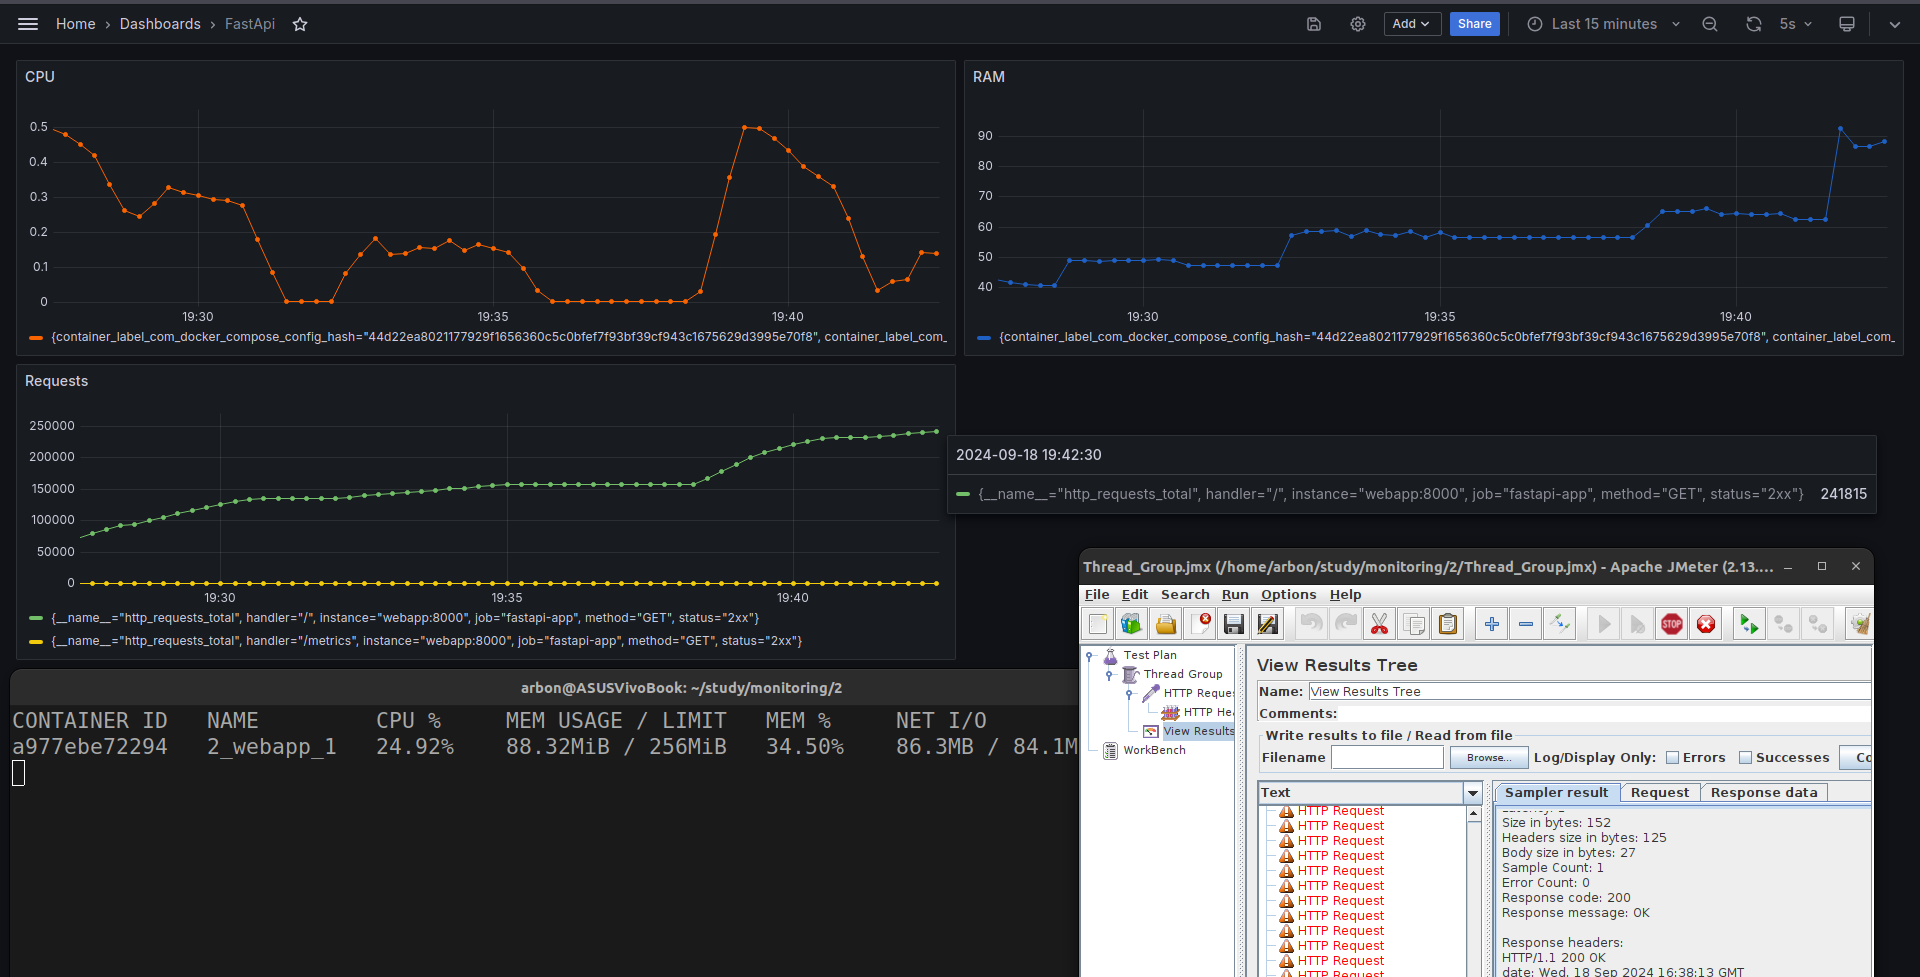 Home › Dashboards › FastApi
Add
Share
Last 15 minutes
5s
CPU
0.5
0.4
0.3
0.2
0.1
0
19:30 19:35 19:40
{container_label_com_docker_compose_config_hash="44d22ea8021177929f1656360c5c0bfef7f93bf39cf943c1675629d3995e70f8", container_label_com_
RAM
90
80
70
60
50
40
19:30 19:35 19:40
{container_label_com_docker_compose_config_hash="44d22ea8021177929f1656360c5c0bfef7f93bf39cf943c1675629d3995e70f8", container_label_com_
Requests
250000
200000
150000
100000
50000
0
19:30 19:35 19:40
{__name__="http_requests_total", handler="/", instance="webapp:8000", job="fastapi-app", method="GET", status="2xx"}
{__name__="http_requests_total", handler="/metrics", instance="webapp:8000", job="fastapi-app", method="GET", status="2xx"}
2024-09-18 19:42:30
{__name__="http_requests_total", handler="/", instance="webapp:8000", job="fastapi-app", method="GET", status="2xx"} 241815
arbon@ASUSVivoBook: ~/study/monitoring/2
CONTAINER ID NAME CPU % MEM USAGE / LIMIT MEM % NET I/O
a977ebe72294 2_webapp_1 24.92% 88.32MiB / 256MiB 34.50% 86.3MB / 84.1M
Thread_Group.jmx (/home/arbon/study/monitoring/2/Thread_Group.jmx) - Apache JMeter (2.13....
File Edit Search Run Options Help
STOP
Test Plan
Thread Group
HTTP Reques
HTTP He
View Results
WorkBench
View Results Tree
Name: View Results Tree
Comments:
Write results to file / Read from file
Filename Browse... Log/Display Only: Errors Successes Co
Text
HTTP Request
HTTP Request
HTTP Request
HTTP Request
HTTP Request
HTTP Request
HTTP Request
HTTP Request
HTTP Request
HTTP Request
HTTP Request
HTTP Request
Sampler result Request Response data
Size in bytes: 152
Headers size in bytes: 125
Body size in bytes: 27
Sample Count: 1
Error Count: 0
Response code: 200
Response message: OK
Response headers:
HTTP/1.1 200 OK
date: Wed, 18 Sep 2024 16:38:13 GMT